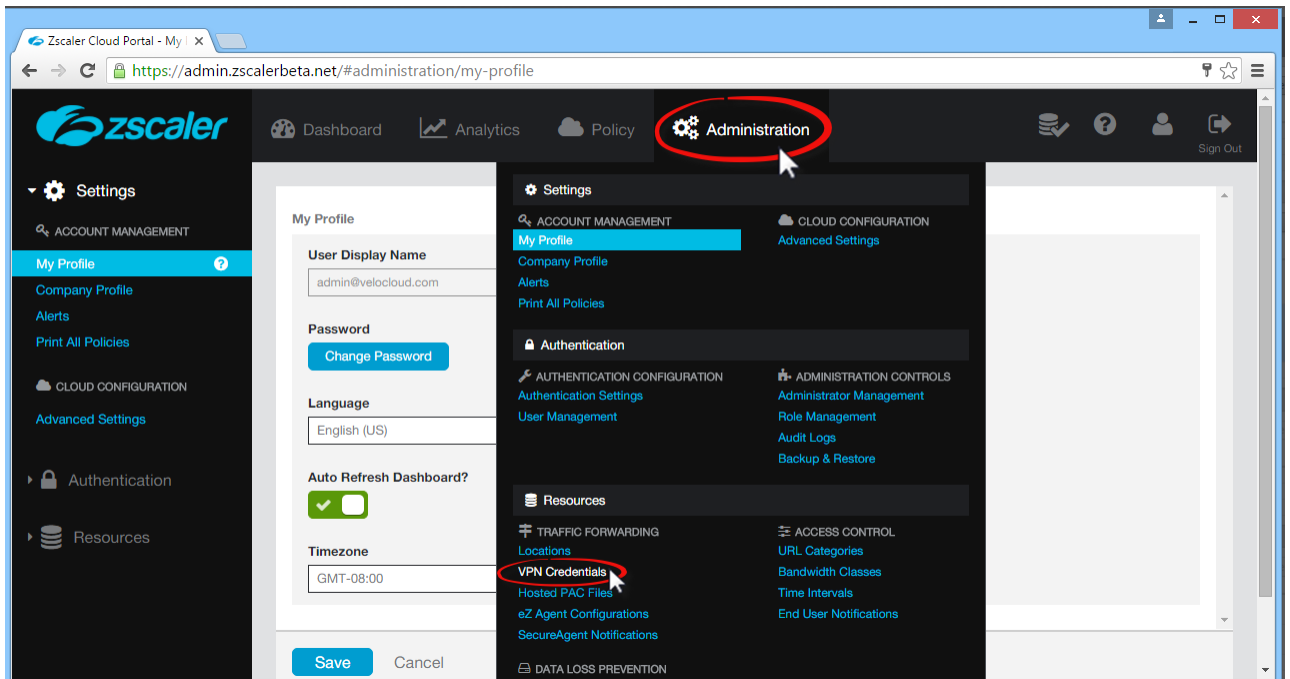 Zscaler Cloud Portal - My
https://admin.zscalerbeta.net/#administration/my-profile
zscaler
Dashboard
Analytics
Policy
Administration
Sign Out
Settings
ACCOUNT MANAGEMENT
My Profile
Company Profile
Alerts
Print All Policies
CLOUD CONFIGURATION
Advanced Settings
Authentication
Resources
My Profile
User Display Name
admin@velocloud.com
Password
Change Password
Language
English (US)
Auto Refresh Dashboard?
Timezone
GMT-08:00
Save
Cancel
Settings
ACCOUNT MANAGEMENT
My Profile
Company Profile
Alerts
Print All Policies
CLOUD CONFIGURATION
Advanced Settings
Authentication
AUTHENTICATION CONFIGURATION
Authentication Settings
User Management
ADMINISTRATION CONTROLS
Administrator Management
Role Management
Audit Logs
Backup & Restore
Resources
TRAFFIC FORWARDING
Locations
VPN Credentials
Hosted PAC Files
eZ Agent Configurations
SecureAgent Notifications
ACCESS CONTROL
URL Categories
Bandwidth Classes
Time Intervals
End User Notifications
DATA LOSS PREVENTION